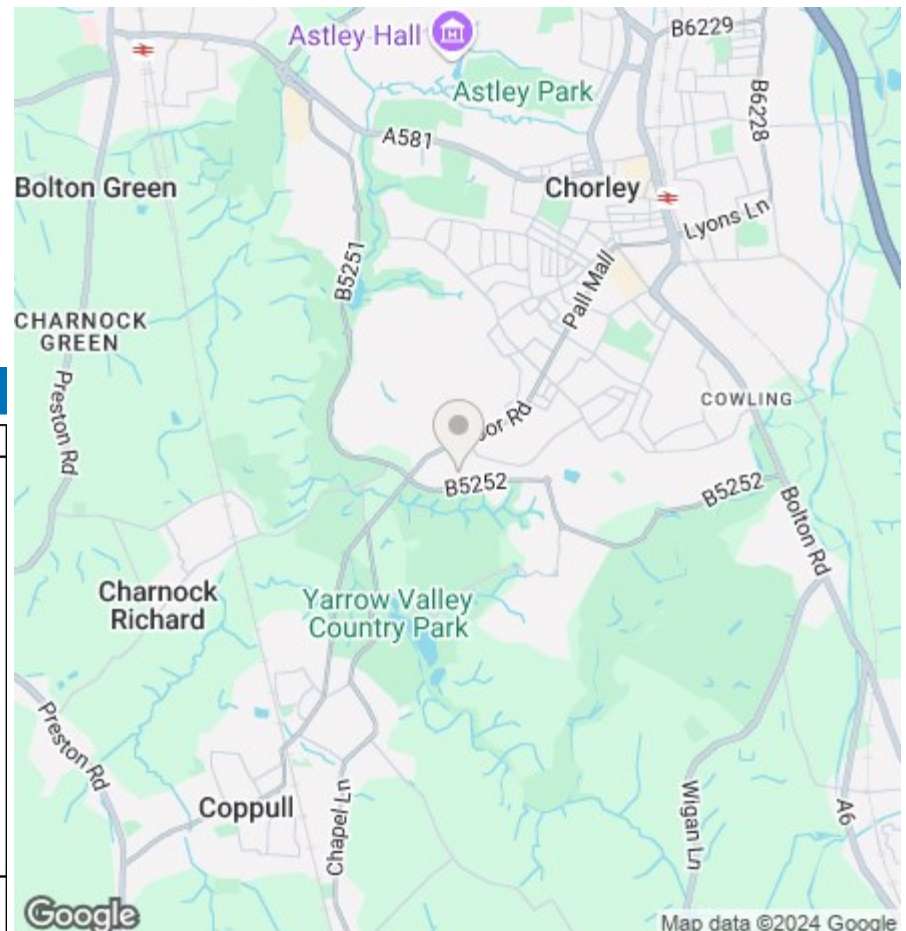 B6229
Astley Hall
Astley Park
B6228
A581
Bolton Green
Chorley
Lyons Ln
B5251
Pall Mall
CHARNOCK
GREEN
Preston Rd
COWLING
oor Rd
B5252
B5252
Bolton Rd
Charnock
Richard
Yarrow Valley
Country Park
Preston Rd
Coppull
Chapel Ln
Wigan Ln
A6
Google
Map data ©2024 Google